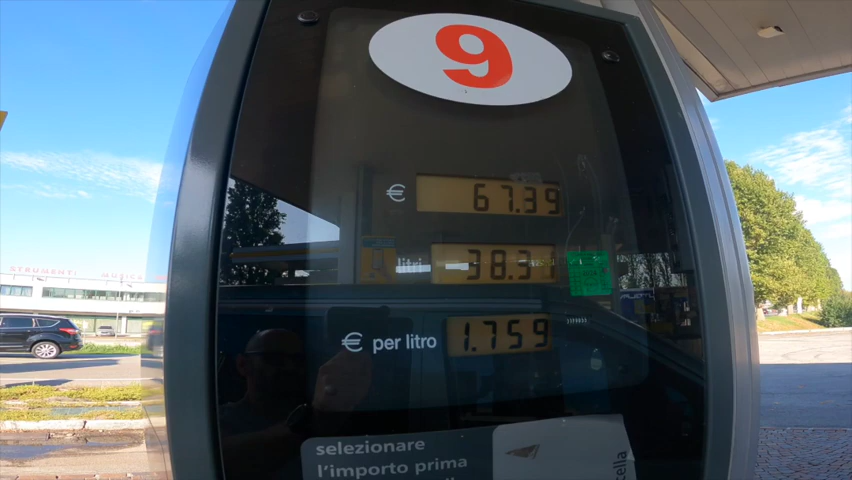 9
€ 67.39
litri 38.31
€ per litro 1.759
STRUMENTI MUSICA
selezionare
l'importo prima